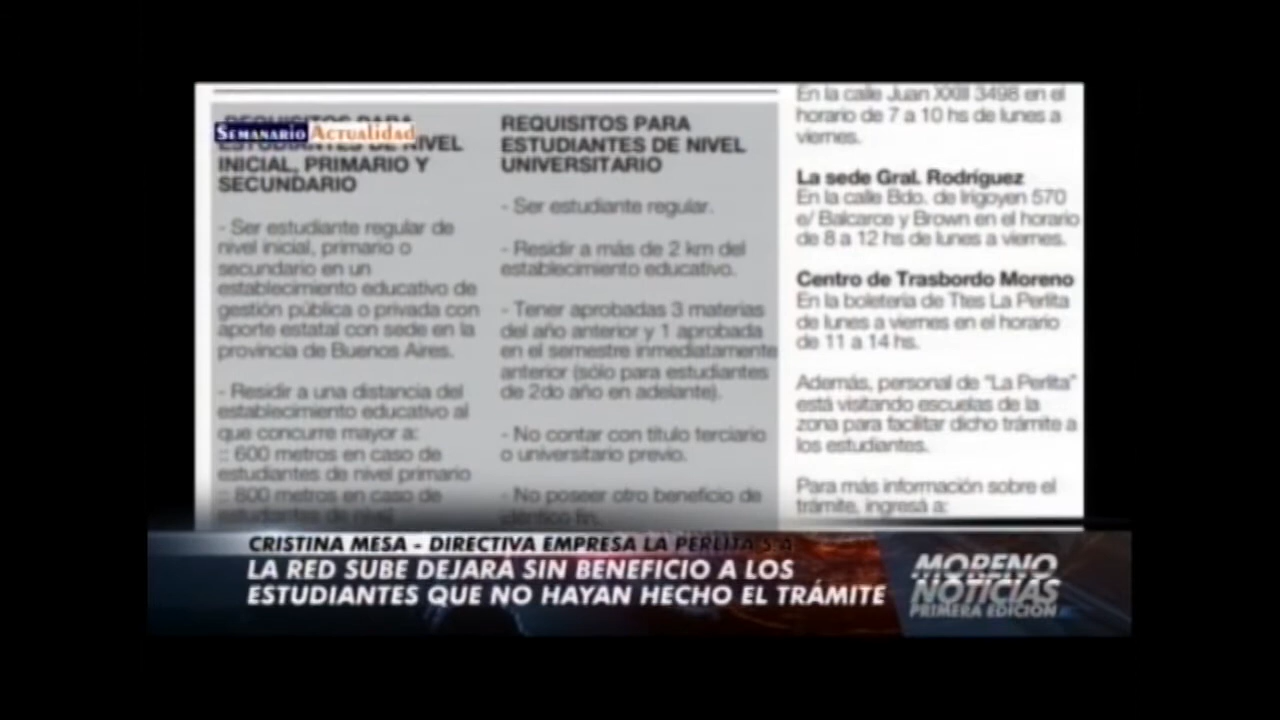 SEMANARIO Actualidad
REQUISITOS PARA
ESTUDIANTES DE NIVEL
INICIAL, PRIMARIO Y
SECUNDARIO
- Ser estudiante regular de
nivel inicial, primario o
secundario en un
establecimiento educativo de
gestión pública o privada con
aporte estatal con sede en la
provincia de Buenos Aires.
- Residir a una distancia del
establecimiento educativo al
que concurre mayor a:
:: 600 metros en caso de
estudiantes de nivel primario
:: 800 metros en caso de
estudiantes de nivel
REQUISITOS PARA
ESTUDIANTES DE NIVEL
UNIVERSITARIO
- Ser estudiante regular.
- Residir a más de 2 km del
establecimiento educativo.
- Tener aprobadas 3 materias
del año anterior y 1 aprobada
en el semestre inmediatamente
anterior (sólo para estudiantes
de 2do año en adelante).
- No contar con título terciario
o universitario previo.
- No poseer otro beneficio de
idéntico fin.
En la calle Juan XXIII 3498 en el
horario de 7 a 10 hs de lunes a
viernes.
La sede Gral. Rodríguez
En la calle Bdo. de Irigoyen 570
e/ Balcarce y Brown en el horario
de 8 a 12 hs de lunes a viernes.
Centro de Trasbordo Moreno
En la boletería de Ttes La Perlita
de lunes a viernes en el horario
de 11 a 14 hs.
Además, personal de "La Perlita"
está visitando escuelas de la
zona para facilitar dicho trámite a
los estudiantes.
Para más información sobre el
trámite, ingresá a:
CRISTINA MESA - DIRECTIVA EMPRESA LA PERLITA S A
LA RED SUBE DEJARÁ SIN BENEFICIO A LOS
ESTUDIANTES QUE NO HAYAN HECHO EL TRÁMITE
MORENO
NOTICIAS
PRIMERA EDICIÓN